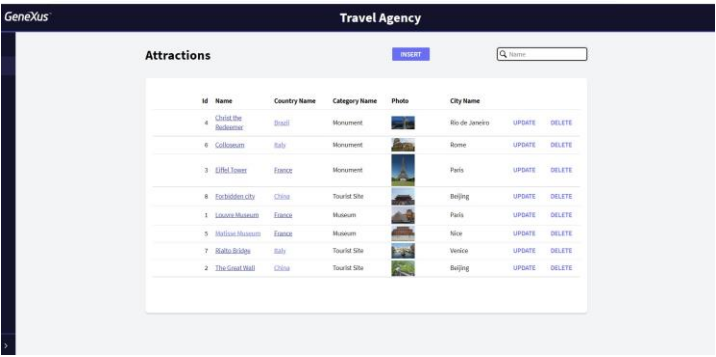 GeneXus
Travel Agency
Attractions
INSERT
Name
Id Name Country Name Category Name Photo City Name
4 Christ the Redeemer Brazil Monument Rio de Janeiro UPDATE DELETE
6 Colloseum Italy Monument Rome UPDATE DELETE
3 Eiffel Tower France Monument Paris UPDATE DELETE
8 Forbidden city China Tourist Site Beijing UPDATE DELETE
1 Louvre Museum France Museum Paris UPDATE DELETE
5 Matisse Museum France Museum Nice UPDATE DELETE
7 Rialto Bridge Italy Tourist Site Venice UPDATE DELETE
2 The Great Wall China Tourist Site Beijing UPDATE DELETE